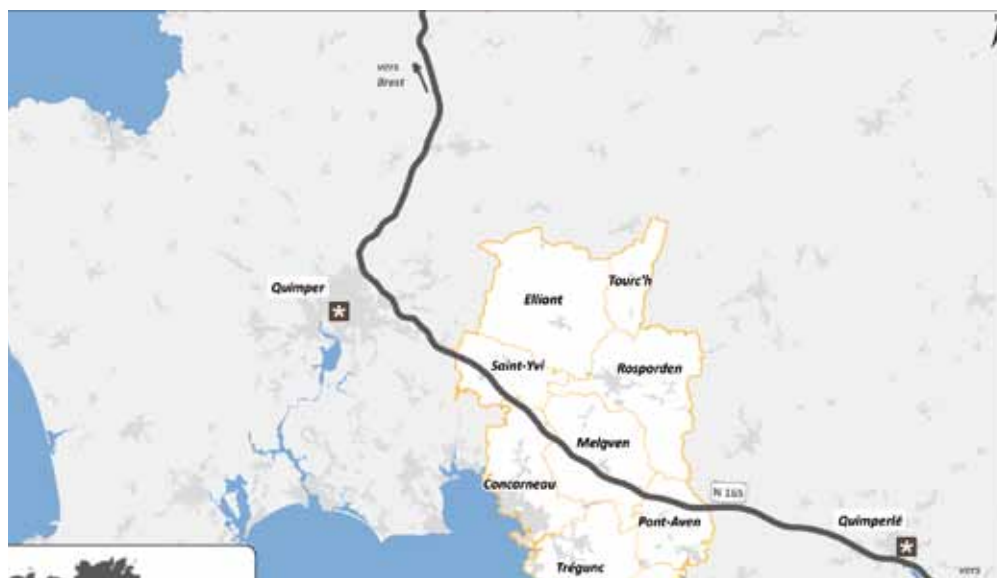 vers
Brest
Quimper
Tourc'h
Elliant
Saint-Yvi
Rosporden
Melgven
Concarneau
N 165
Pont-Aven
Quimperlé
Trégunc
vers